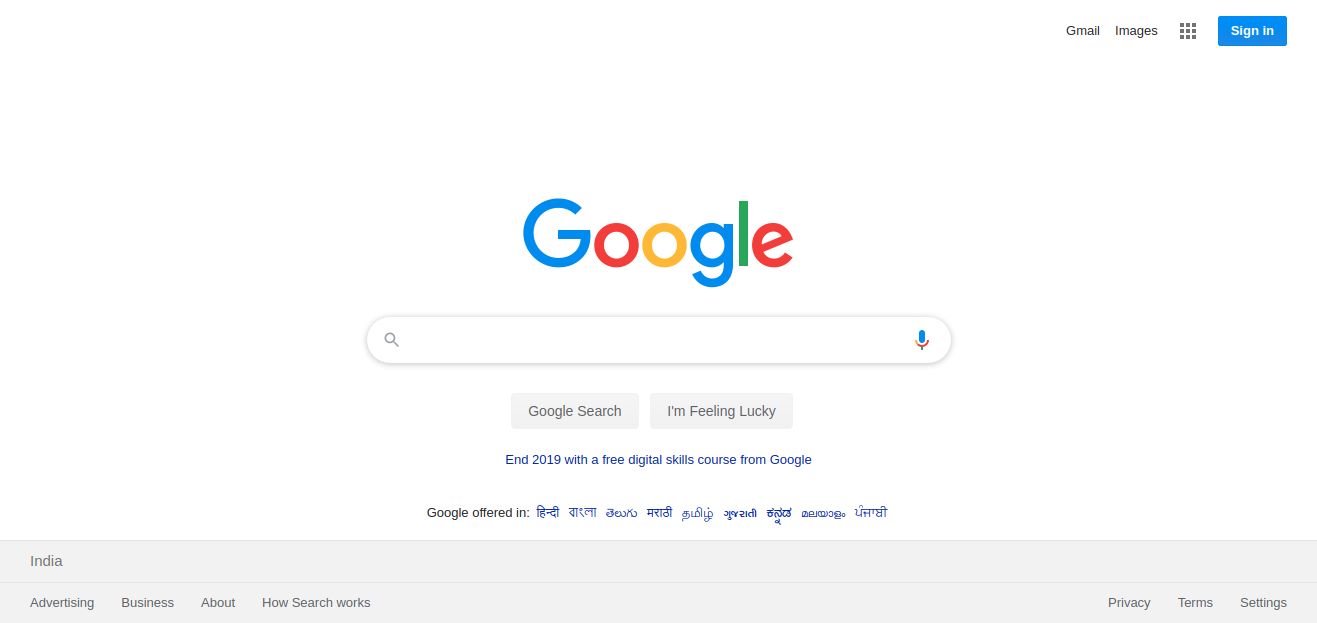 Gmail Images Sign in
Google
Google Search I'm Feeling Lucky
End 2019 with a free digital skills course from Google
Google offered in: हिन्दी বাংলা తెలుగు मराठी தமிழ் ગુજરાતી ಕನ್ನಡ മലയാളം ਪੰਜਾਬੀ
India
Advertising Business About How Search works Privacy Terms Settings